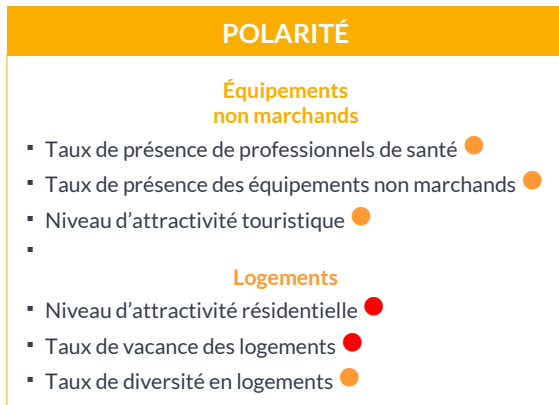 POLARITÉ
Équipements
non marchands
▪ Taux de présence de professionnels de santé
▪ Taux de présence des équipements non marchands
▪ Niveau d’attractivité touristique
▪
Logements
▪ Niveau d’attractivité résidentielle
▪ Taux de vacance des logements
▪ Taux de diversité en logements